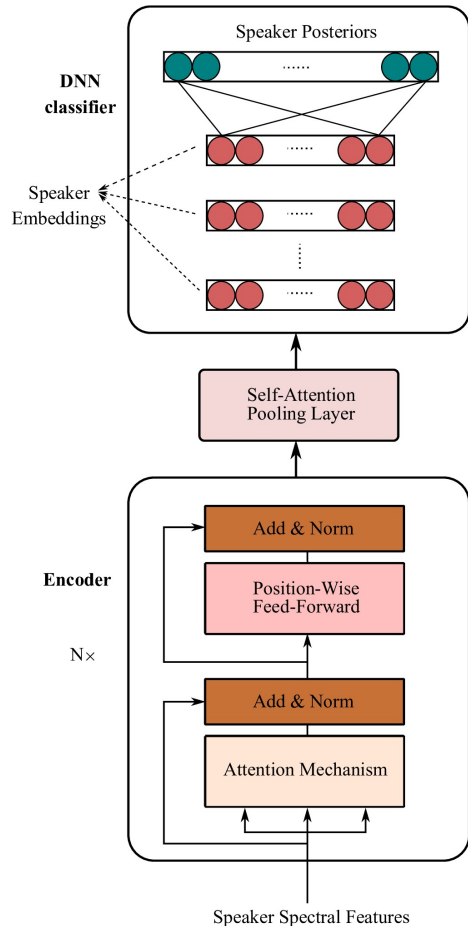 Speaker Posteriors
DNN
classifier
......
......
Speaker
Embeddings
......
......
......
Self-Attention
Pooling Layer
Add & Norm
Encoder
Position-Wise
Feed-Forward
N×
Add & Norm
Attention Mechanism
Speaker Spectral Features